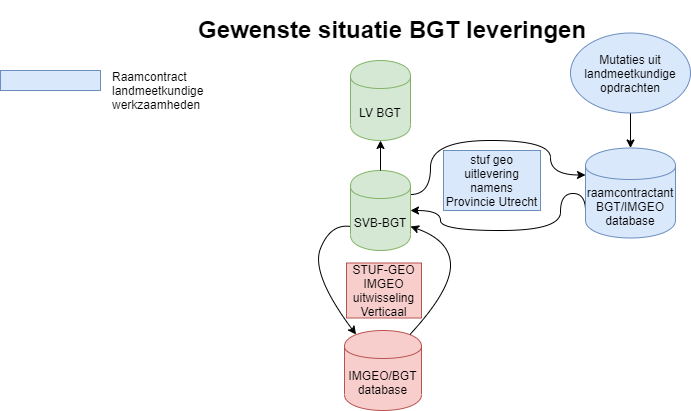 Gewenste situatie BGT leveringen
Raamcontract
landmeetkundige
werkzaamheden
Mutaties uit
landmeetkundige
opdrachten
LV BGT
stuf geo
uitlevering
namens
Provincie Utrecht
raamcontractant
BGT/IMGEO
database
SVB-BGT
STUF-GEO
IMGEO
uitwisseling
Verticaal
IMGEO/BGT
database